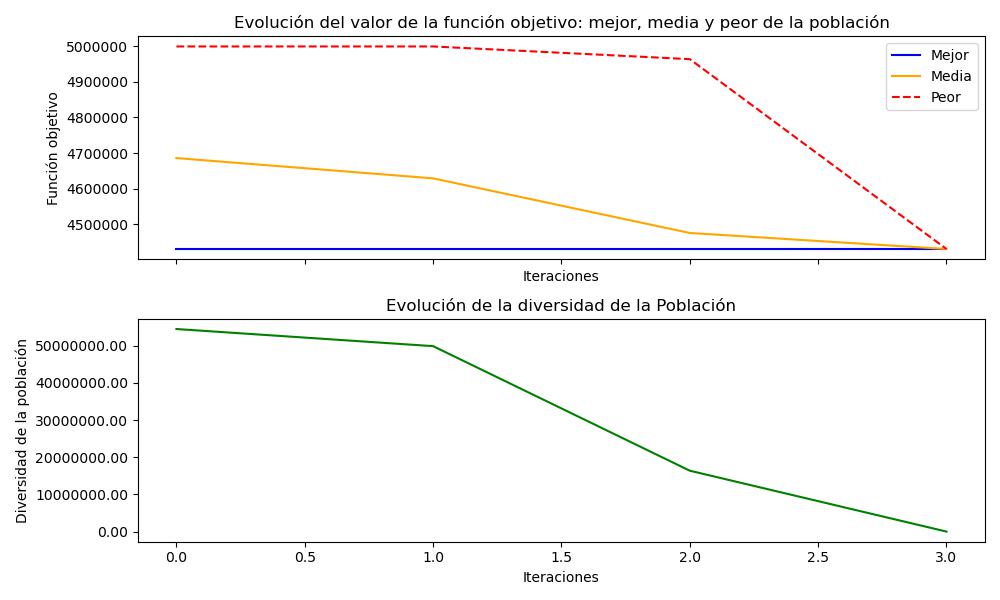 Evolución del valor de la función objetivo: mejor, media y peor de la población
Función objetivo
5000000
4900000
4800000
4700000
4600000
4500000
Mejor
Media
Peor
Iteraciones
Evolución de la diversidad de la Población
Diversidad de la población
50000000.00
40000000.00
30000000.00
20000000.00
10000000.00
0.00
0.0 0.5 1.0 1.5 2.0 2.5 3.0
Iteraciones